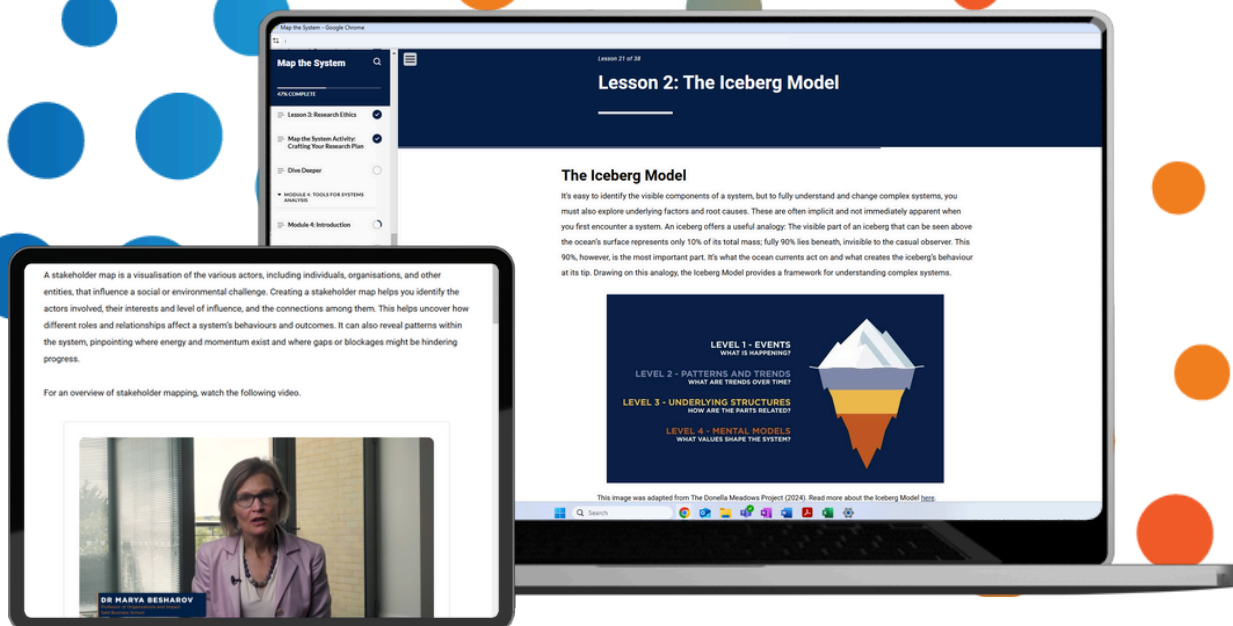 Map the System - Google Chrome
Map the System
47% COMPLETE
Lesson 3: Research Ethics
Map the System Activity:
Crafting Your Research Plan
Dive Deeper
MODULE 4: TOOLS FOR SYSTEMS
ANALYSIS
Module 4: Introduction
Lesson 21 of 38
Lesson 2: The Iceberg Model
The Iceberg Model
It's easy to identify the visible components of a system, but to fully understand and change complex systems, you
must also explore underlying factors and root causes. These are often implicit and not immediately apparent when
you first encounter a system. An iceberg offers a useful analogy: The visible part of an iceberg that can be seen above
the ocean's surface represents only 10% of its total mass; fully 90% lies beneath, invisible to the casual observer. This
90%, however, is the most important part. It's what the ocean currents act on and what creates the iceberg's behaviour
at its tip. Drawing on this analogy, the Iceberg Model provides a framework for understanding complex systems.
LEVEL 1 - EVENTS
WHAT IS HAPPENING?
LEVEL 2 - PATTERNS AND TRENDS
WHAT ARE TRENDS OVER TIME?
LEVEL 3 - UNDERLYING STRUCTURES
HOW ARE THE PARTS RELATED?
LEVEL 4 - MENTAL MODELS
WHAT VALUES SHAPE THE SYSTEM?
This image was adapted from The Donella Meadows Project (2024). Read more about the Iceberg Model here.
Search
A stakeholder map is a visualisation of the various actors, including individuals, organisations, and other
entities, that influence a social or environmental challenge. Creating a stakeholder map helps you identify the
actors involved, their interests and level of influence, and the connections among them. This helps uncover how
different roles and relationships affect a system's behaviours and outcomes. It can also reveal patterns within
the system, pinpointing where energy and momentum exist and where gaps or blockages might be hindering
progress.
For an overview of stakeholder mapping, watch the following video.
DR MARYA BESHAROV
Professor of Organisations and Impact
Saïd Business School